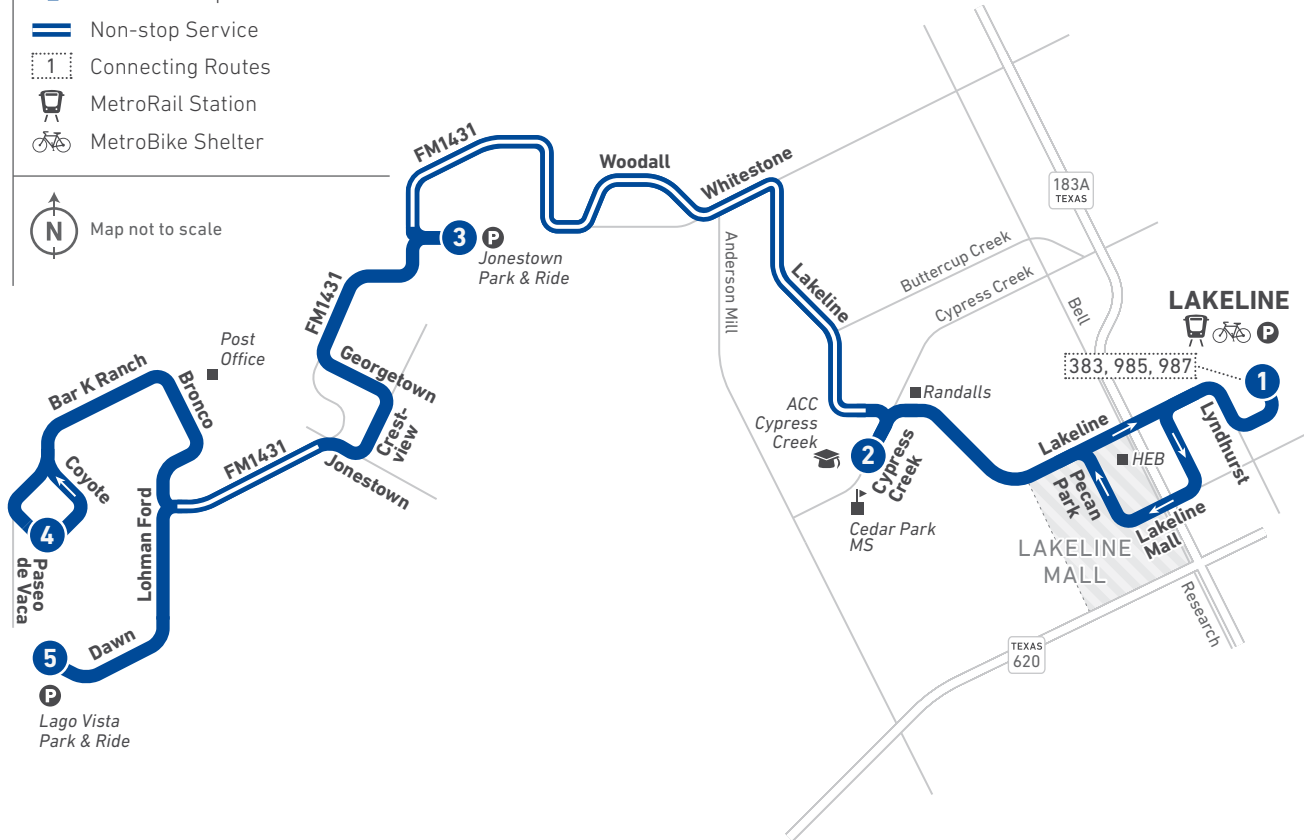 Non-stop Service
1
Connecting Routes
MetroRail Station
MetroBike Shelter
N
Map not to scale
FM1431
Woodall
Whitestone
183A
TEXAS
3
P
Jonestown
Park & Ride
Anderson Mill
Lakeline
Buttercup Creek
Cypress Creek
Bell
LAKELINE
P
383, 985, 987
1
FM1431
Post
Office
Georgetown
Crest-
view
Jonestown
Bar K Ranch
Bronco
Coyote
FM1431
4
Paseo
de Vaca
Lohman Ford
Dawn
5
P
Lago Vista
Park & Ride
Randalls
ACC
Cypress
Creek
2
Cypress
Creek
Cedar Park
MS
Lakeline
Lyndhurst
HEB
Pecan
Park
Lakeline
Mall
LAKELINE
MALL
Research
TEXAS
620